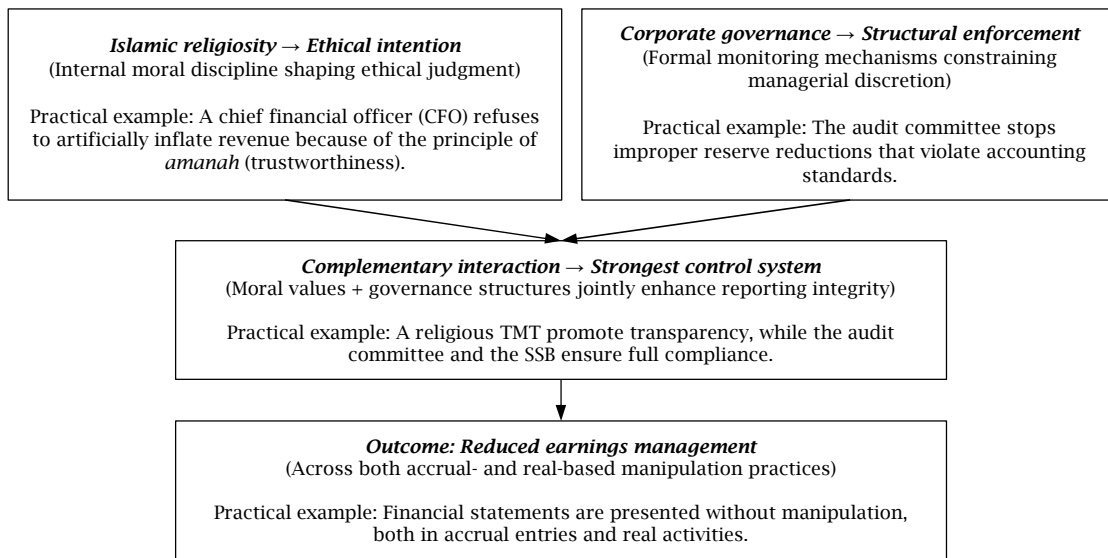 Islamic religiosity → Ethical intention
(Internal moral discipline shaping ethical judgment)
Practical example: A chief financial officer (CFO) refuses
to artificially inflate revenue because of the principle of
amanah (trustworthiness).
Corporate governance → Structural enforcement
(Formal monitoring mechanisms constraining
managerial discretion)
Practical example: The audit committee stops
improper reserve reductions that violate accounting
standards.
Complementary interaction → Strongest control system
(Moral values + governance structures jointly enhance reporting integrity)
Practical example: A religious TMT promote transparency, while the audit
committee and the SSB ensure full compliance.
Outcome: Reduced earnings management
(Across both accrual- and real-based manipulation practices)
Practical example: Financial statements are presented without manipulation,
both in accrual entries and real activities.